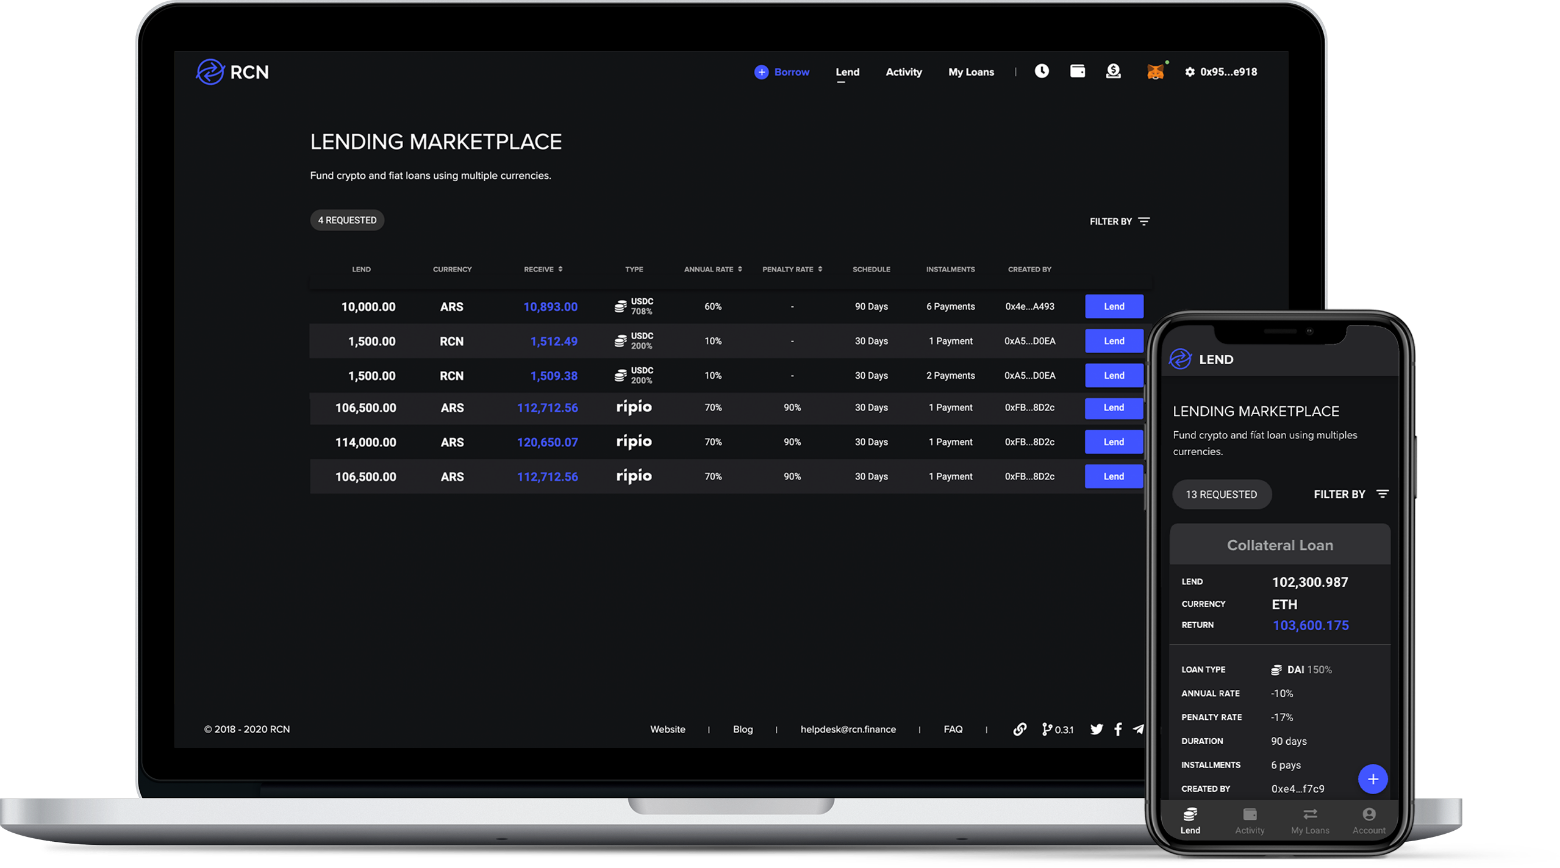 RCN
Borrow Lend Activity My Loans | 0x95...e918
LENDING MARKETPLACE
Fund crypto and fiat loans using multiple currencies.
4 REQUESTED
FILTER BY
LEND CURRENCY RECEIVE TYPE ANNUAL RATE PENALTY RATE SCHEDULE INSTALMENTS CREATED BY
10,000.00 ARS 10,893.00 USDC 708% 60% - 90 Days 6 Payments 0x4e...A493 Lend
1,500.00 RCN 1,512.49 USDC 200% 10% - 30 Days 1 Payment 0xA5...D0EA Lend
1,500.00 RCN 1,509.38 USDC 200% 10% - 30 Days 2 Payments 0xA5...D0EA Lend
106,500.00 ARS 112,712.56 ripio 70% 90% 30 Days 1 Payment 0xFB...8D2c Lend
114,000.00 ARS 120,650.07 ripio 70% 90% 30 Days 1 Payment 0xFB...8D2c Lend
106,500.00 ARS 112,712.56 ripio 70% 90% 30 Days 1 Payment 0xFB...8D2c Lend
© 2018 - 2020 RCN
Website | Blog | helpdesk@rcn.finance | FAQ | 0.3.1
LEND
LENDING MARKETPLACE
Fund crypto and fiat loan using multiples
currencies.
13 REQUESTED
FILTER BY
Collateral Loan
LEND 102,300.987
CURRENCY ETH
RETURN 103,600.175
LOAN TYPE DAI 150%
ANNUAL RATE -10%
PENALTY RATE -17%
DURATION 90 days
INSTALLMENTS 6 pays
CREATED BY 0xe4...f7c9
Lend Activity My Loans Account